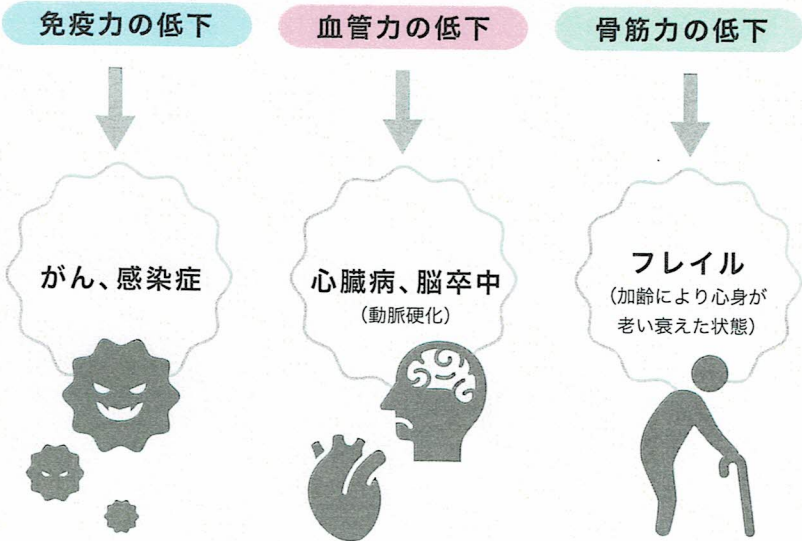 免疫力の低下
血管力の低下
骨筋力の低下
がん、感染症
心臓病、脳卒中
（動脈硬化）
フレイル
（加齢により心身が
老い衰えた状態）